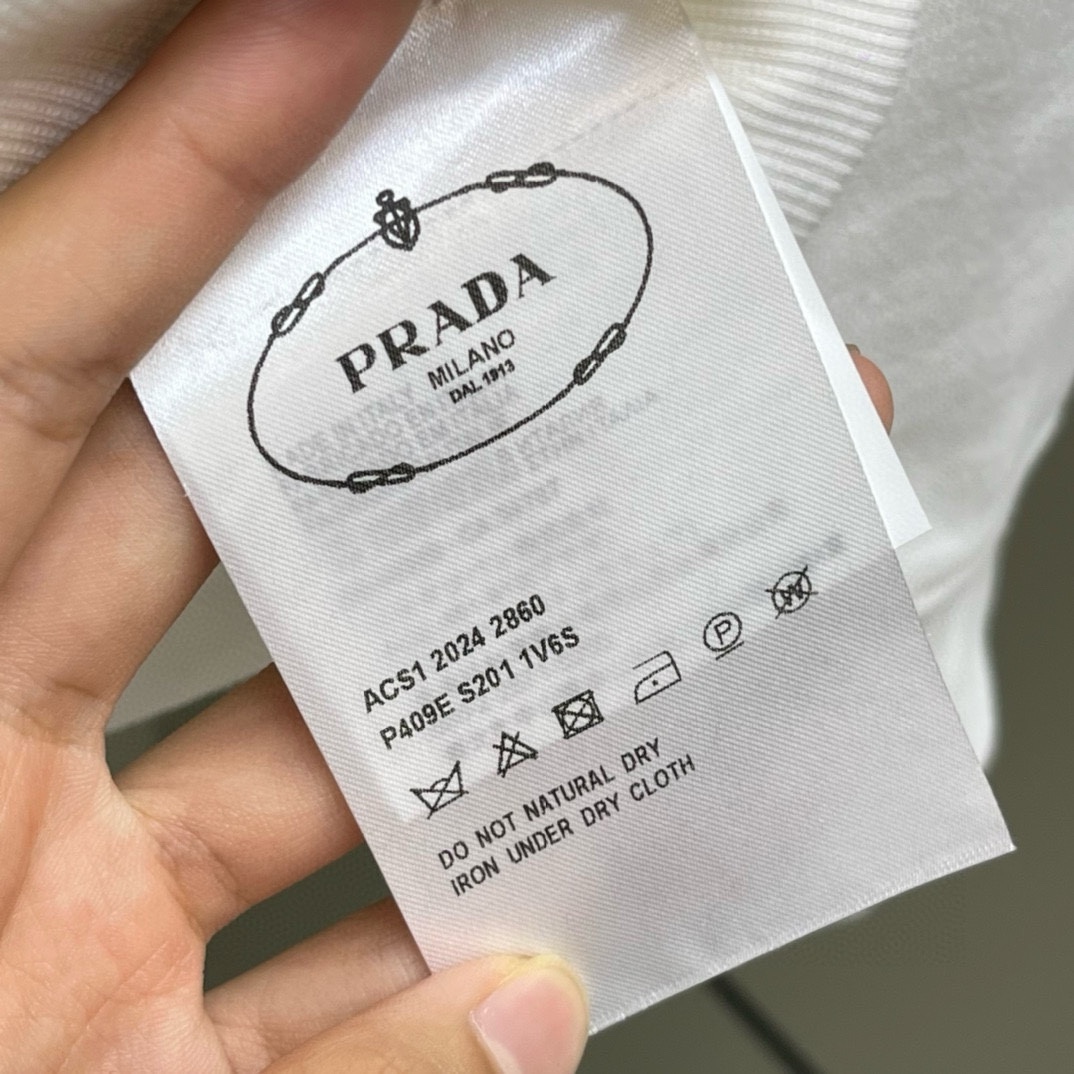 PRADA
MILANO
DAL 1913
ACS1 2024 2860
P409E S201 1V6S
P
W
DO NOT NATURAL DRY
IRON UNDER DRY CLOTH